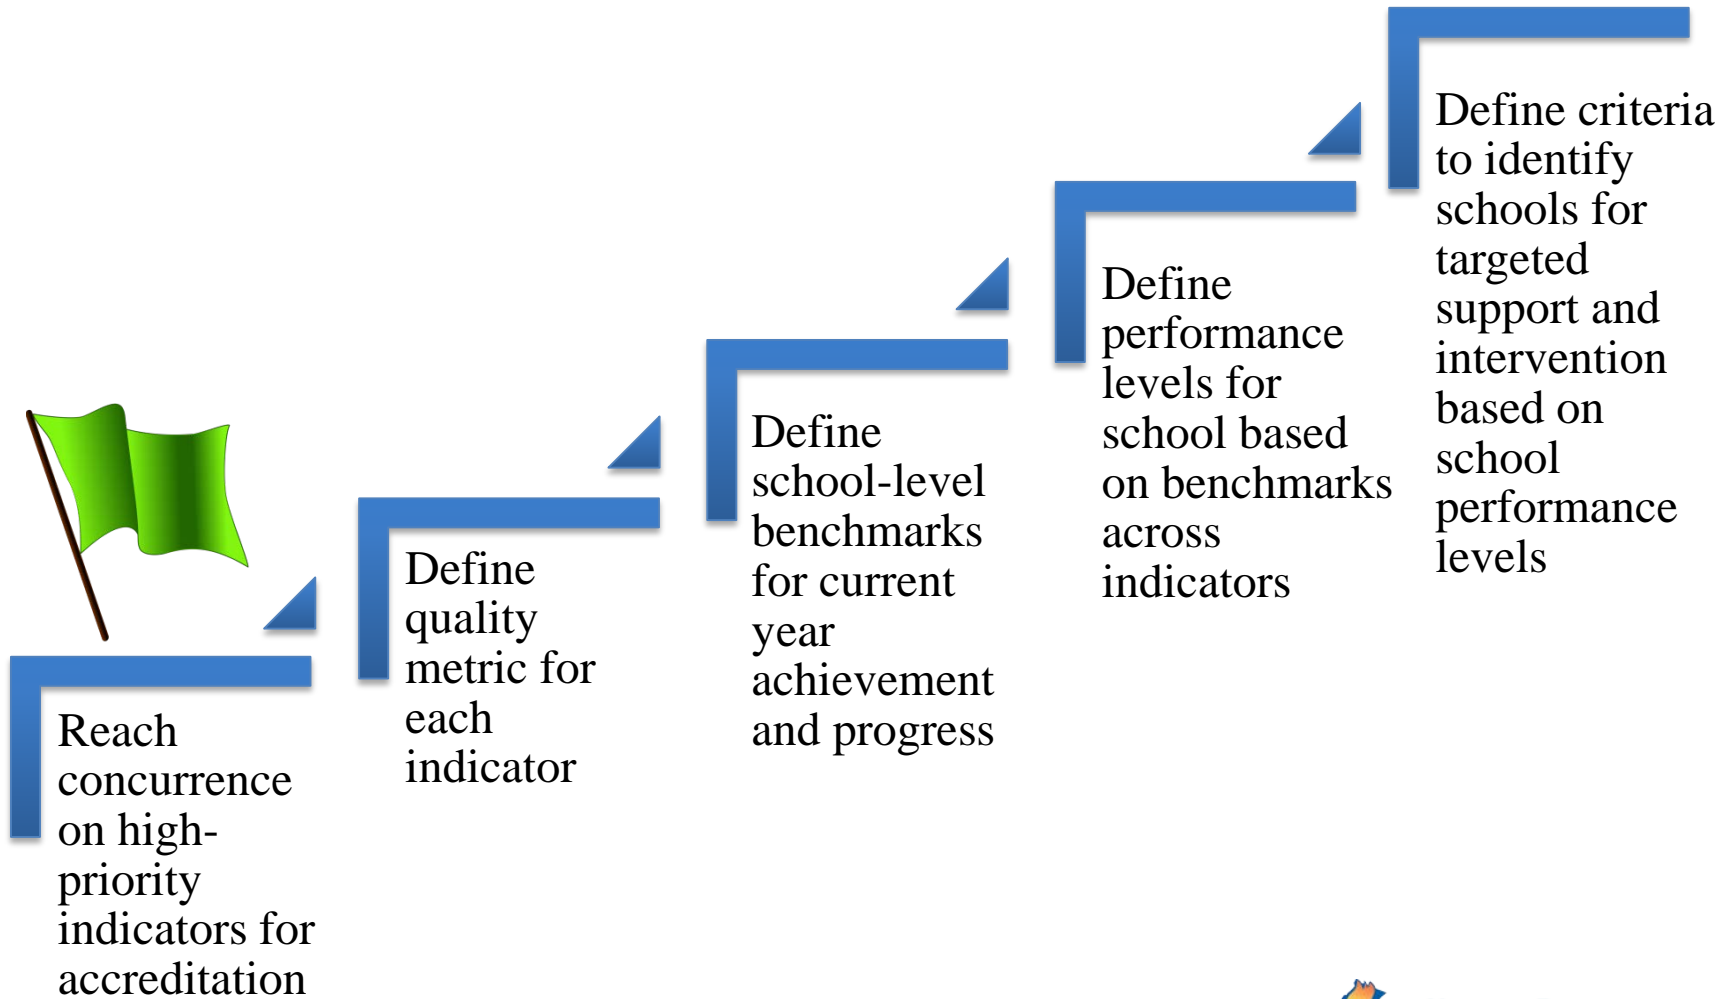 Reach
concurrence
on high-
priority
indicators for
accreditation
Define
quality
metric for
each
indicator
Define
school-level
benchmarks
for current
year
achievement
and progress
Define
performance
levels for
school based
on benchmarks
across
indicators
Define criteria
to identify
schools for
targeted
support and
intervention
based on
school
performance
levels